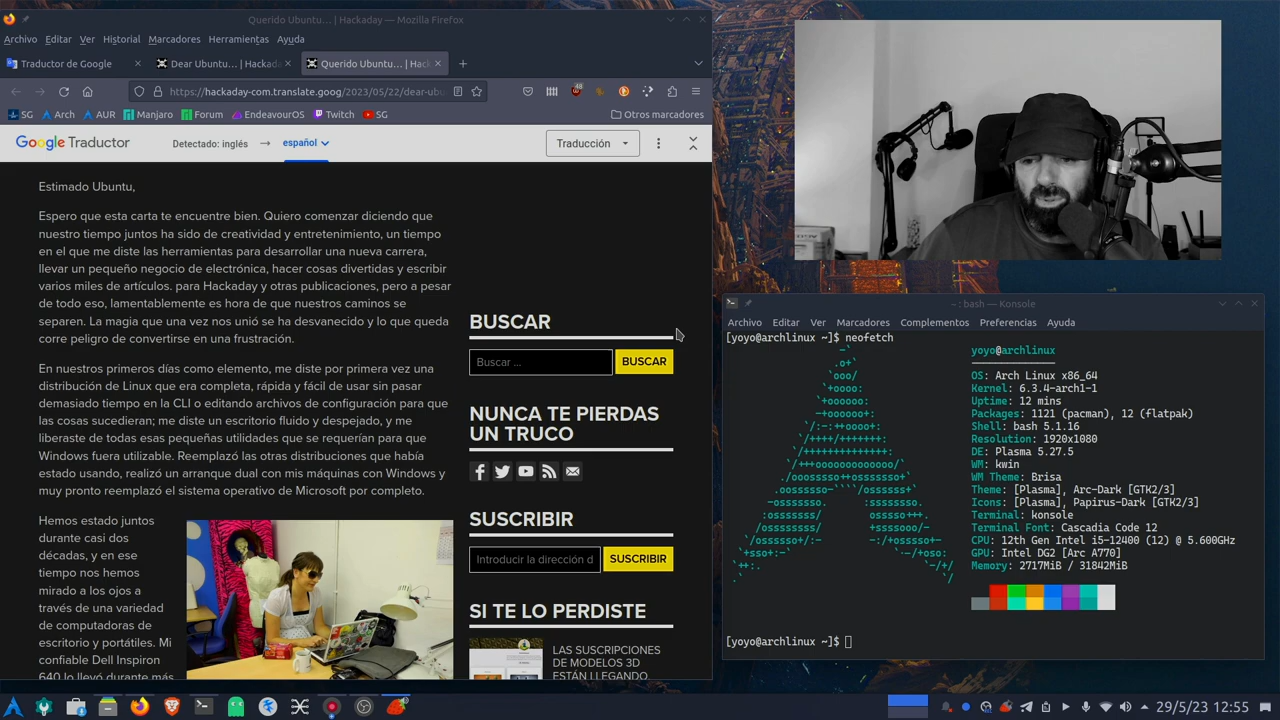 Querido Ubuntu… | Hackaday — Mozilla Firefox
Archivo Editar Ver Historial Marcadores Herramientas Ayuda
Traductor de Google
Dear Ubuntu… | Hackada
Querido Ubuntu… | Hack
https://hackaday-com.translate.goog/2023/05/22/dear-ubu
48
SG Arch AUR Manjaro Forum EndeavourOS Twitch SG Otros marcadores
Google Traductor
Detectado: inglés → español
Traducción
Estimado Ubuntu,
Espero que esta carta te encuentre bien. Quiero comenzar diciendo que
nuestro tiempo juntos ha sido de creatividad y entretenimiento, un tiempo
en el que me diste las herramientas para desarrollar una nueva carrera,
llevar un pequeño negocio de electrónica, hacer cosas divertidas y escribir
varios miles de artículos. para Hackaday y otras publicaciones, pero a pesar
de todo eso, lamentablemente es hora de que nuestros caminos se
separen. La magia que una vez nos unió se ha desvanecido y lo que queda
corre peligro de convertirse en una frustración.
En nuestros primeros días como elemento, me diste por primera vez una
distribución de Linux que era completa, rápida y fácil de usar sin pasar
demasiado tiempo en la CLI o editando archivos de configuración para que
las cosas sucedieran; me diste un escritorio fluido y despejado, y me
liberaste de todas esas pequeñas utilidades que se requerían para que
Windows fuera utilizable. Reemplazó las otras distribuciones que había
estado usando, realizó un arranque dual con mis máquinas con Windows y
muy pronto reemplazó el sistema operativo de Microsoft por completo.
Hemos estado juntos
durante casi dos
décadas, y en ese
tiempo nos hemos
mirado a los ojos a
través de una variedad
de computadoras de
escritorio y portátiles. Mi
confiable Dell Inspiron
640 lo llevó durante más
BUSCAR
Buscar ...
BUSCAR
NUNCA TE PIERDAS
UN TRUCO
SUSCRIBIR
Introducir la dirección d
SUSCRIBIR
SI TE LO PERDISTE
LAS SUSCRIPCIONES
DE MODELOS 3D
ESTÁN LLEGANDO,
~ : bash — Konsole
Archivo Editar Ver Marcadores Complementos Preferencias Ayuda
[yoyo@archlinux ~]$ neofetch
yoyo@archlinux
OS: Arch Linux x86_64
Kernel: 6.3.4-arch1-1
Uptime: 12 mins
Packages: 1121 (pacman), 12 (flatpak)
Shell: bash 5.1.16
Resolution: 1920x1080
DE: Plasma 5.27.5
WM: kwin
WM Theme: Brisa
Theme: [Plasma], Arc-Dark [GTK2/3]
Icons: [Plasma], Papirus-Dark [GTK2/3]
Terminal: konsole
Terminal Font: Cascadia Code 12
CPU: 12th Gen Intel i5-12400 (12) @ 5.600GHz
GPU: Intel DG2 [Arc A770]
Memory: 2717MiB / 31842MiB
[yoyo@archlinux ~]$
29/5/23 12:55